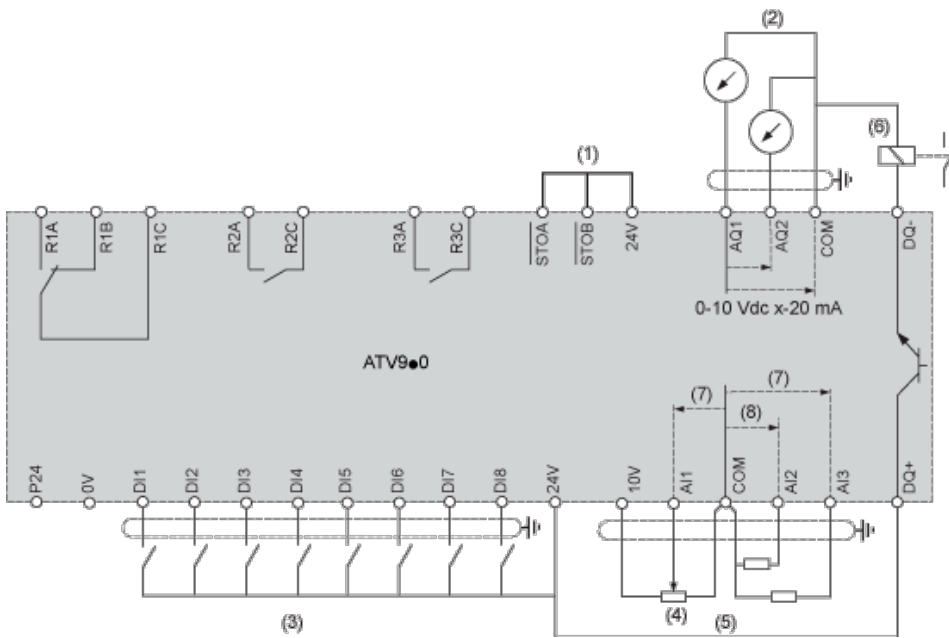 (2)
(6)
(1)
R1A R1B R1C R2A R2C R3A R3C STOA STOB 24V AQ1 AQ2 COM DQ-
0-10 Vdc x-20 mA
ATV9●0
(7)
(7)
(8)
P24 0V DI1 DI2 DI3 DI4 DI5 DI6 DI7 DI8 24V 10V AI1 COM AI2 AI3 DQ+
(3) (4) (5)